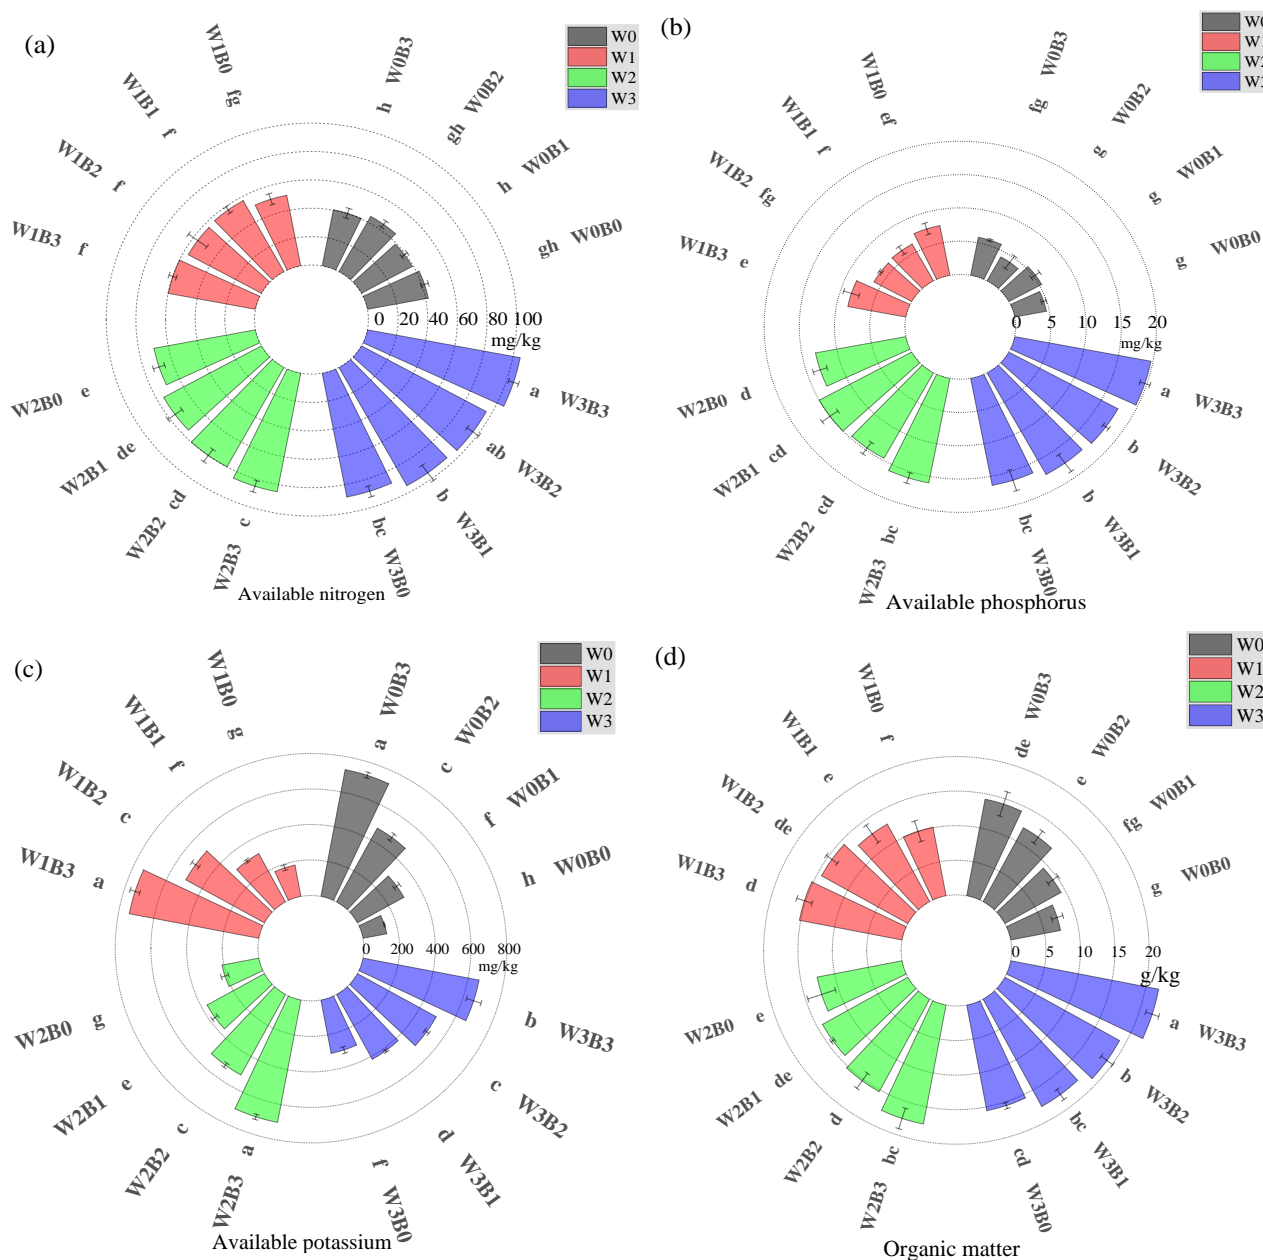 (a)
W0
W1
W2
W3
W0B3
h
W0B2
gh
W0B1
h
W0B0
gh
W1B0
fg
W1B1
f
W1B2
f
W1B3
f
W2B0
e
W2B1
de
W2B2
cd
W2B3
c
W3B0
bc
W3B1
b
W3B2
ab
W3B3
a
0 20 40 60 80 100
mg/kg
Available nitrogen
(b)
W0
W1
W2
W3
W0B3
fg
W0B2
g
W0B1
g
W0B0
g
W1B0
ef
W1B1
f
W1B2
fg
W1B3
e
W2B0
d
W2B1
cd
W2B2
cd
W2B3
bc
W3B0
bc
W3B1
b
W3B2
b
W3B3
a
0 5 10 15 20
mg/kg
Available phosphorus
(c)
W0
W1
W2
W3
W0B3
a
W0B2
c
W0B1
f
W0B0
h
W1B0
g
W1B1
f
W1B2
c
W1B3
a
W2B0
g
W2B1
e
W2B2
c
W2B3
a
W3B0
f
W3B1
d
W3B2
c
W3B3
b
0 200 400 600 800
mg/kg
Available potassium
(d)
W0
W1
W2
W3
W0B3
de
W0B2
e
W0B1
fg
W0B0
g
W1B0
f
W1B1
e
W1B2
de
W1B3
d
W2B0
e
W2B1
de
W2B2
d
W2B3
bc
W3B0
cd
W3B1
bc
W3B2
b
W3B3
a
0 5 10 15 20
g/kg
Organic matter